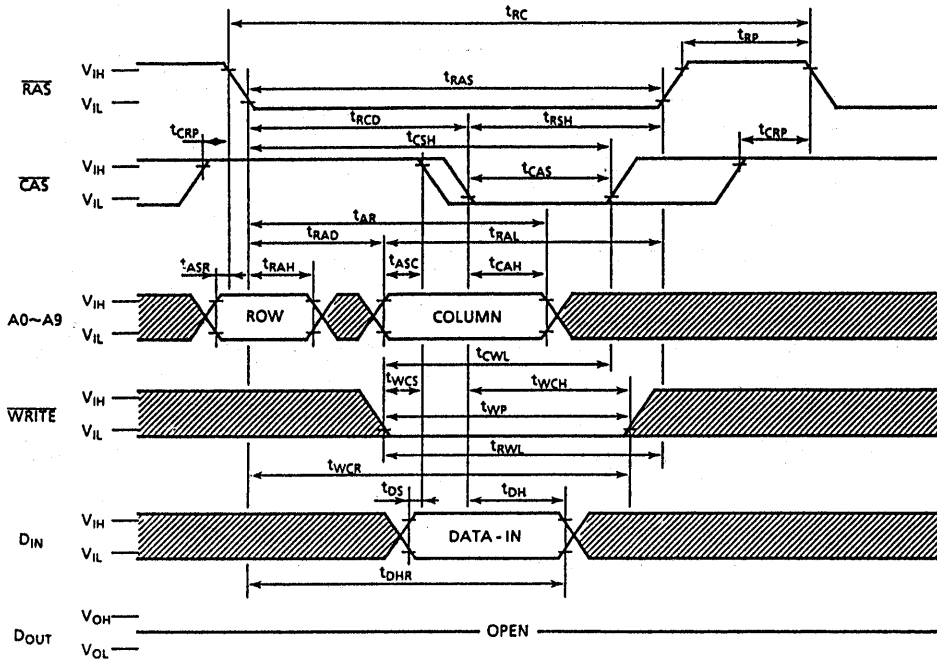 tRC
tRP
RAS
VIH
VIL
tRAS
tRCD
tRSH
tCRP
tCSH
tCRP
CAS
VIH
VIL
tCAS
tAR
tRAD
tRAL
tASR
tRAH
tASC
tCAH
A0~A9
VIH
VIL
ROW
COLUMN
tCWL
tWCS
tWCH
WRITE
VIH
VIL
tWP
tRWL
tWCR
tDS
tDH
DIN
VIH
VIL
DATA - IN
tDHR
DOUT
VOH
VOL
OPEN